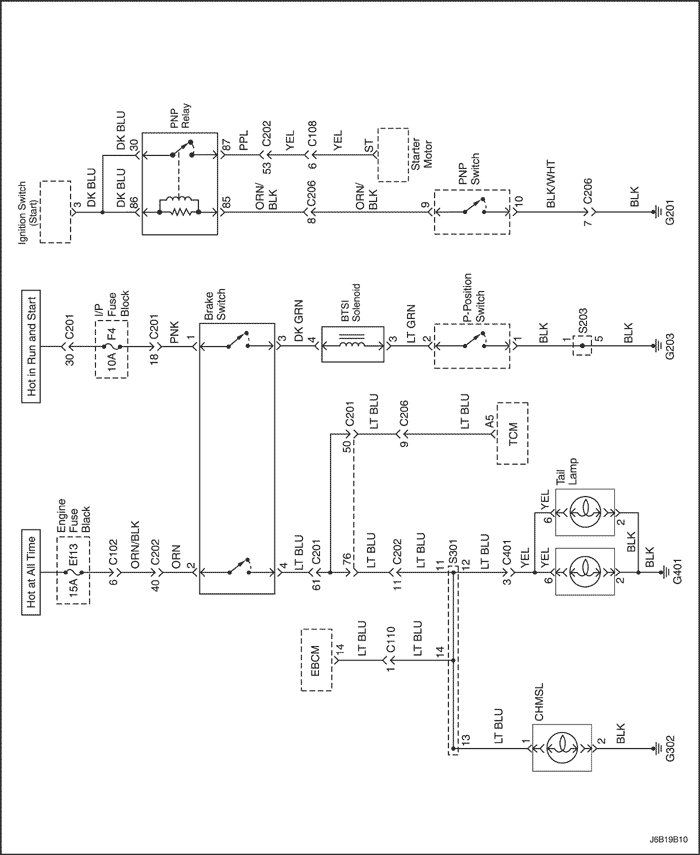 Hot at All Time
Engine
Fuse
Black
15A Ef13
6 C102
ORN/BLK
40 C202
ORN
2
4
LT BLU
61 C201
76
LT BLU
11 C202
LT BLU
11
S301
12
LT BLU
3 C401
YEL
YEL
6
2
YEL
6
2
Tail
Lamp
BLK
BLK
G401
50 C201
LT BLU
9 C206
LT BLU
A5
TCM
EBCM
14
LT BLU
1 C110
LT BLU
14
13
LT BLU
CHMSL
1
2
BLK
G302
Hot in Run and Start
30 C201
I/P
Fuse
Block
10A F4
18 C201
PNK
1
Brake
Switch
3
DK GRN
4
BTSI
Solenoid
3
LT GRN
2
P-Position
Switch
1
BLK
1
S203
5
BLK
G203
Ignition Switch
(Start)
3
DK BLU
DK BLU
86
DK BLU
30
PNP
Relay
85
87
ORN/
BLK
PPL
53 C202
YEL
6 C108
YEL
ST
Starter
Motor
8 C206
ORN/
BLK
9
PNP
Switch
10
BLK/WHT
7 C206
BLK
G201
J6B19B10